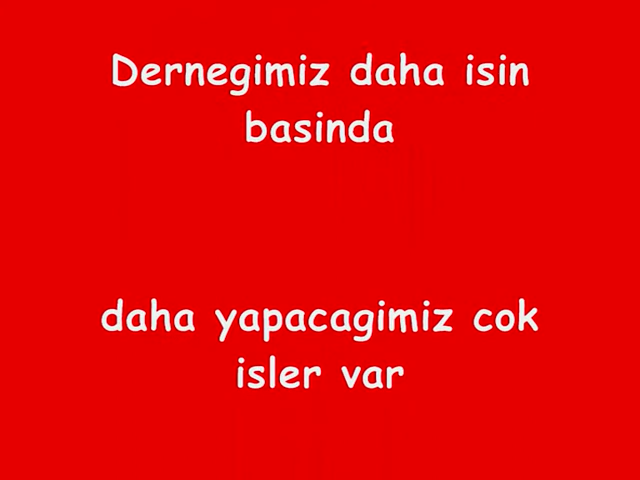 Dernegimiz daha isin
basinda
daha yapacagimiz cok
isler var